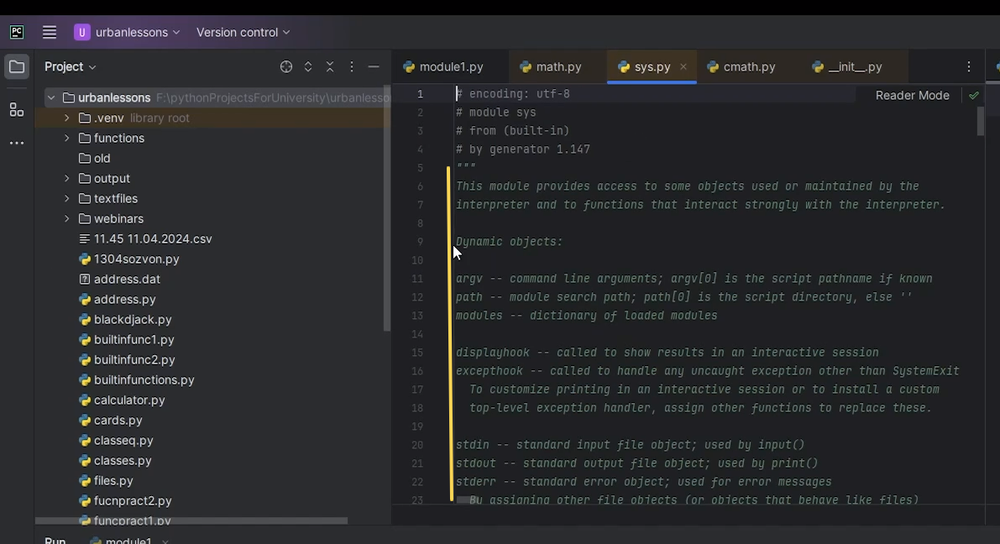 PC
U urbanlessons Version control
Project
module1.py math.py sys.py cmath.py __init__.py
Reader Mode
urbanlessons F:\pythonProjectsForUniversity\urbanlesso
.venv library root
functions
old
output
textfiles
webinars
11.45 11.04.2024.csv
1304sozvon.py
address.dat
address.py
blackdjack.py
builtinfunc1.py
builtinfunc2.py
builtinfunctions.py
calculator.py
cards.py
classeq.py
classes.py
files.py
fucnpract2.py
funcpract1.py
1 # encoding: utf-8
2 # module sys
3 # from (built-in)
4 # by generator 1.147
5 """
6 This module provides access to some objects used or maintained by the
7 interpreter and to functions that interact strongly with the interpreter.
8
9 Dynamic objects:
10
11 argv -- command line arguments; argv[0] is the script pathname if known
12 path -- module search path; path[0] is the script directory, else ''
13 modules -- dictionary of loaded modules
14
15 displayhook -- called to show results in an interactive session
16 excepthook -- called to handle any uncaught exception other than SystemExit
17 To customize printing in an interactive session or to install a custom
18 top-level exception handler, assign other functions to replace these.
19
20 stdin -- standard input file object; used by input()
21 stdout -- standard output file object; used by print()
22 stderr -- standard error object; used for error messages
23 By assigning other file objects (or objects that behave like files)
Run module1